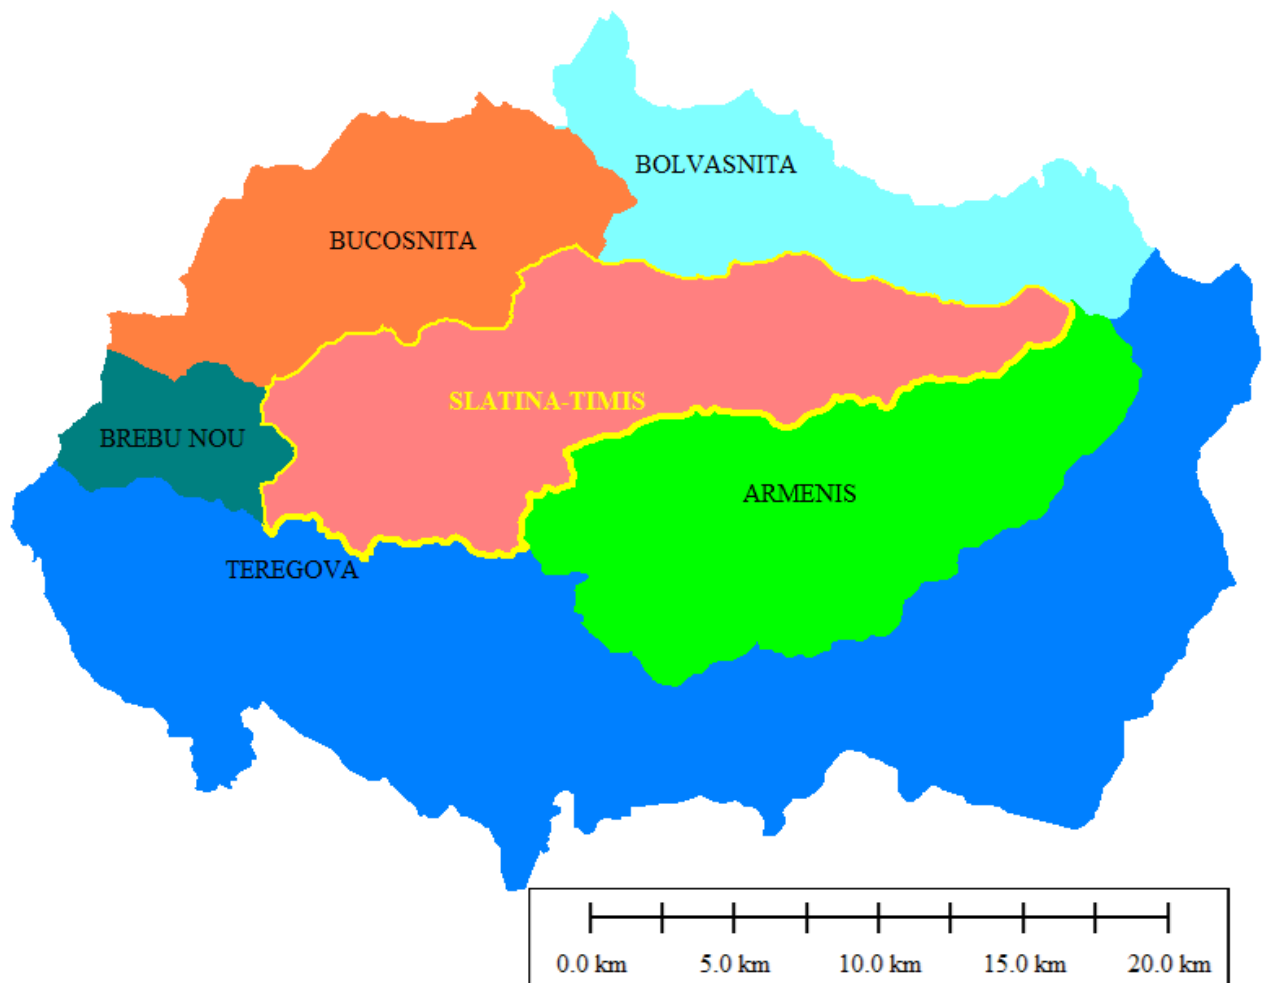 BOLVASNITA
BUCOSNITA
SLATINA-TIMIS
BREBU NOU
ARMENIS
TEREGOVA
0.0 km 5.0 km 10.0 km 15.0 km 20.0 km